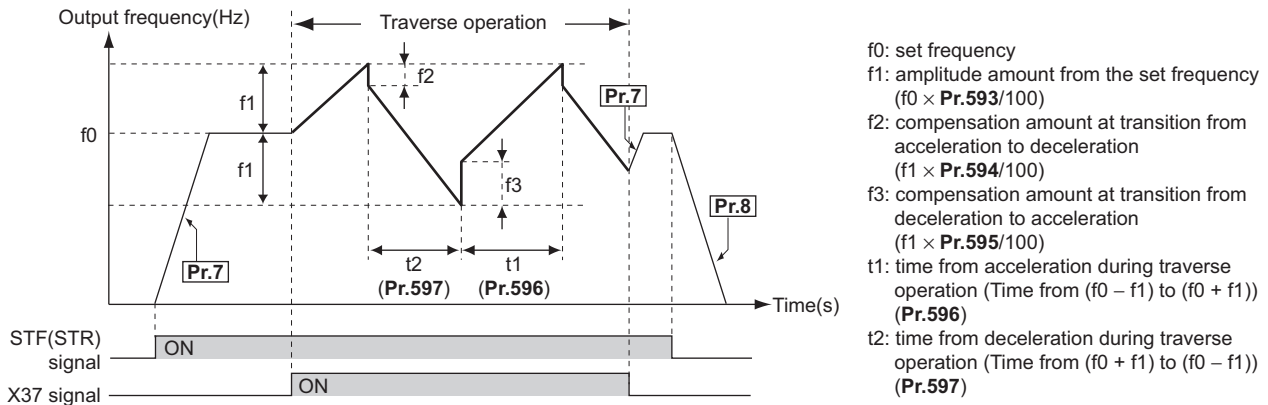 Output frequency(Hz)
Traverse operation
f1
f2
Pr.7
f0
f1
f3
Pr.8
Pr.7
t2
(Pr.597)
t1
(Pr.596)
Time(s)
STF(STR)
signal
ON
X37 signal
ON
f0: set frequency
f1: amplitude amount from the set frequency
(f0 × Pr.593/100)
f2: compensation amount at transition from
acceleration to deceleration
(f1 × Pr.594/100)
f3: compensation amount at transition from
deceleration to acceleration
(f1 × Pr.595/100)
t1: time from acceleration during traverse
operation (Time from (f0 − f1) to (f0 + f1))
(Pr.596)
t2: time from deceleration during traverse
operation (Time from (f0 + f1) to (f0 − f1))
(Pr.597)